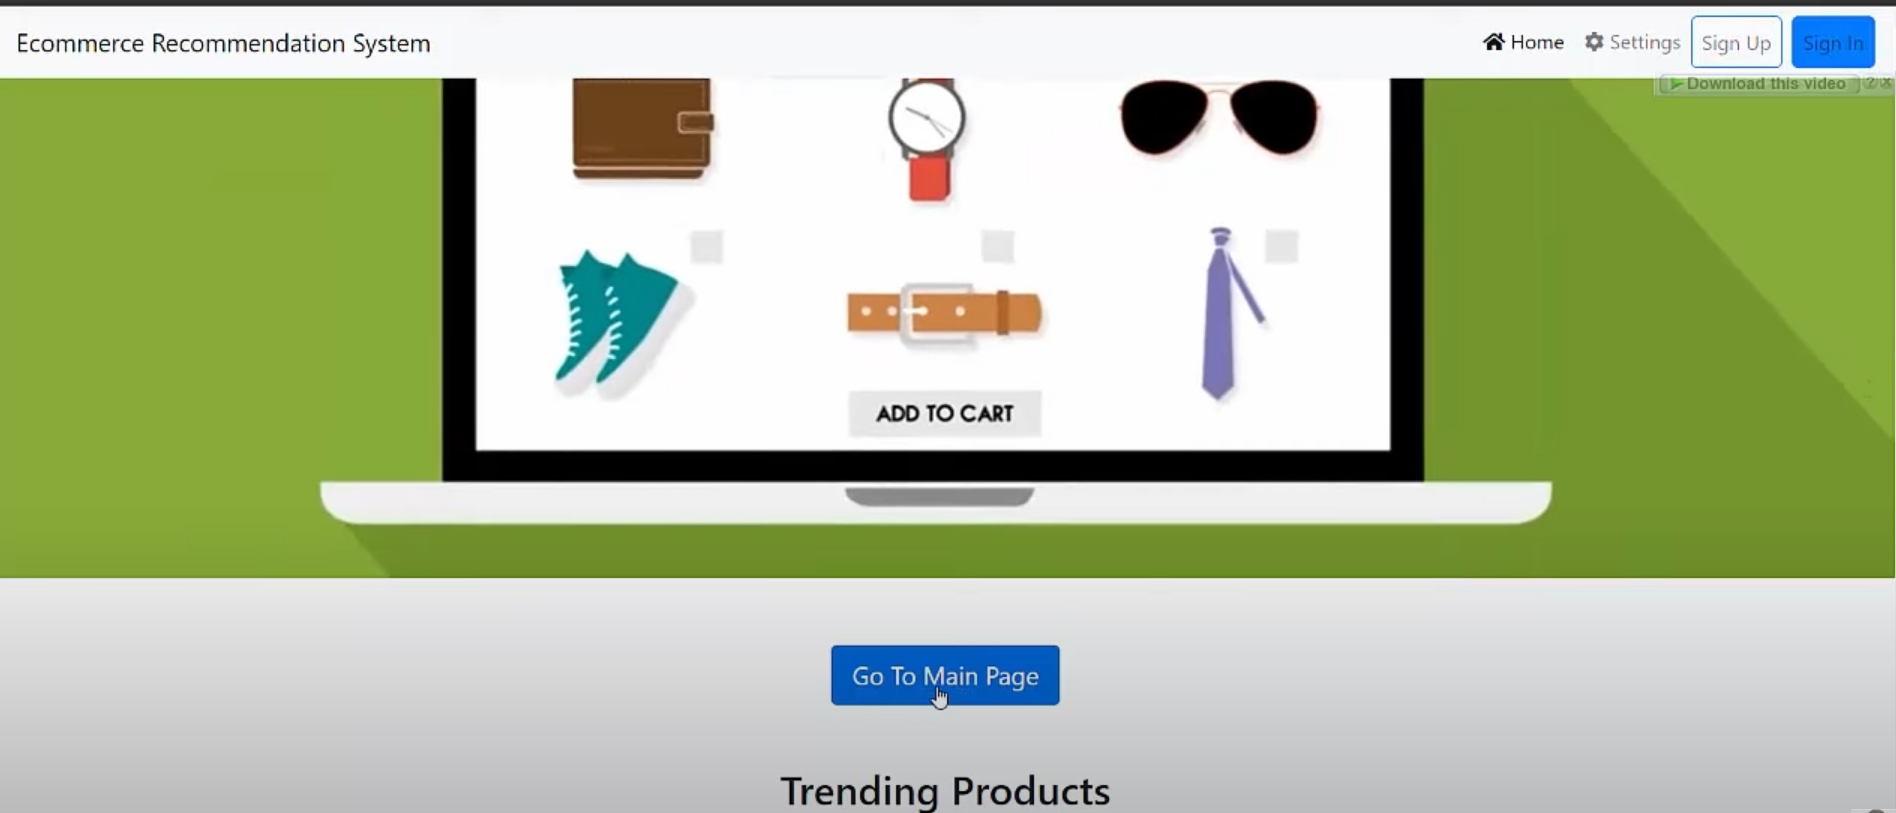 Ecommerce Recommendation System
Home Settings Sign Up Sign In
Download this video ? X
ADD TO CART
Go To Main Page
Trending Products